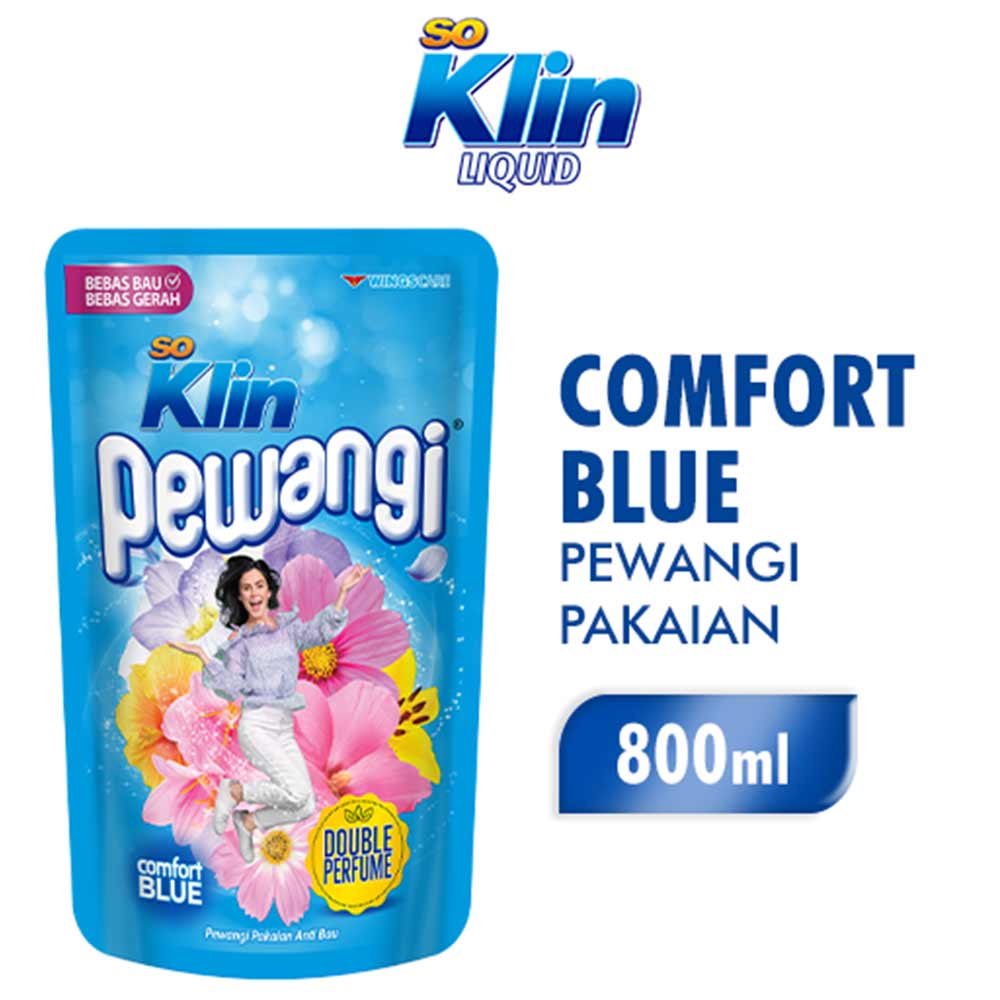 SO
Klin
LIQUID
BEBAS BAU
BEBAS GERAH
WINGSCARE
SO
Klin
Pewangi®
comfort
BLUE
DOUBLE
PERFUME
Pewangi Pakaian Anti Bau
COMFORT
BLUE
PEWANGI
PAKAIAN
800ml